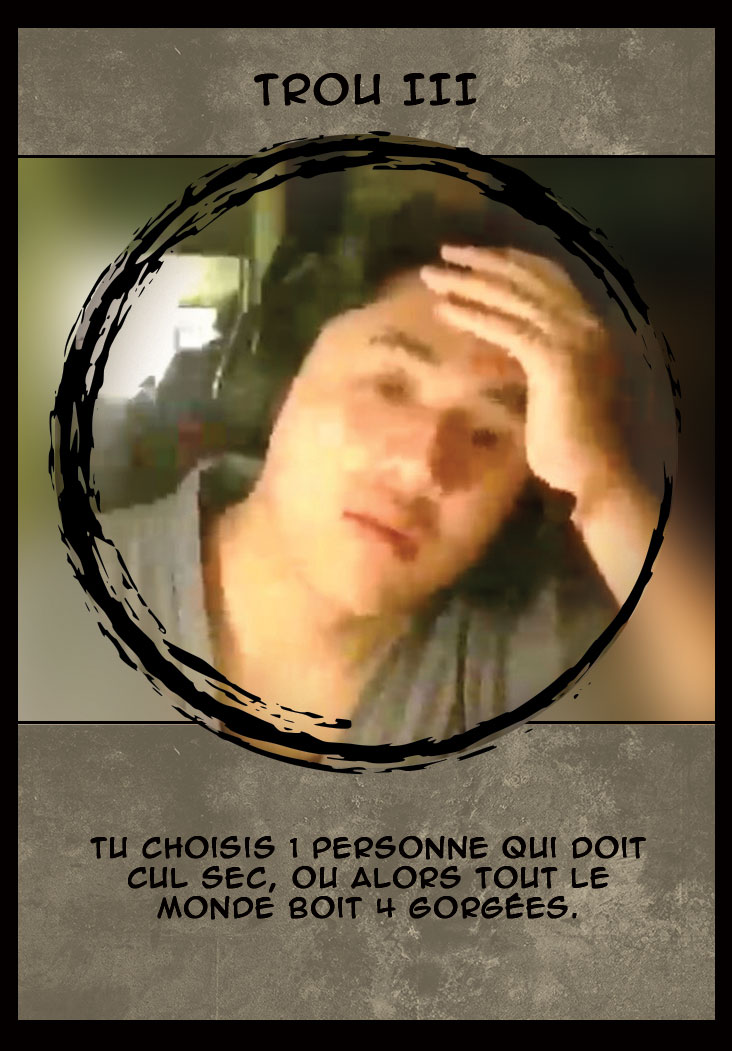 TROU III
TU CHOISIS 1 PERSONNE QUI DOIT
CUL SEC, OU ALORS TOUT LE
MONDE BOIT 4 GORGÉES.